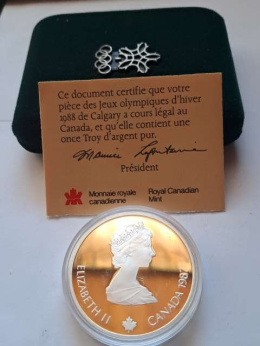 Ce document certifie que votre
pièce des Jeux olympiques d'hiver
1988 de Calgary a cours légal au
Canada, et qu'elle contient une
once Troy d'argent pur.
Président
Monnaie royale
canadienne
Royal Canadian
Mint
ELIZABETH II
CANADA 1987